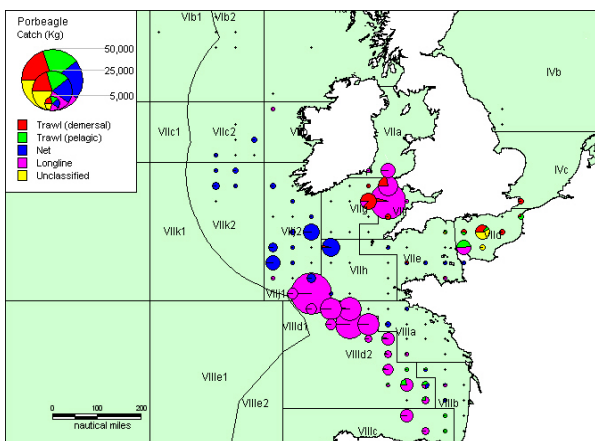 Porbeagle
Catch (Kg)
50,000
25,000
5,000
Trawl (demersal)
Trawl (pelagic)
Net
Longline
Unclassified
VIb1
VIb2
IVb
VIIc1
VIIc2
VIIa
IVc
VIIg
VIIf
VIId
VIIk1
VIIk2
VIIe
VIIh
VIIj1
VIIId1
VIIIa
VIIId2
VIIIe1
VIIIe2
VIIIb
VIIIc
0 100 200
nautical miles